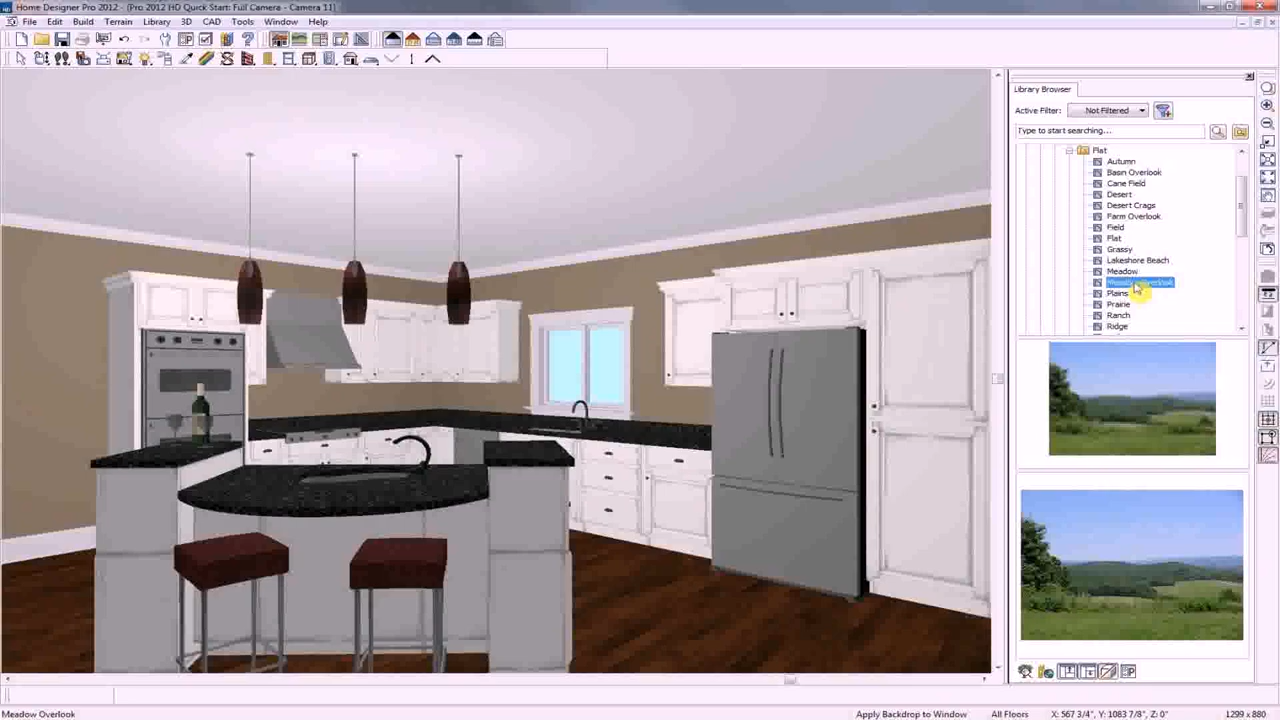 Home Designer Pro 2012 - [Pro 2012 HD Quick Start: Full Camera - Camera 11]
File Edit Build Terrain Library 3D CAD Tools Window Help
Library Browser
Active Filter: Not Filtered
Type to start searching...
Flat
Autumn
Basin Overlook
Cane Field
Desert
Desert Crags
Farm Overlook
Field
Flat
Grassy
Lakeshore Beach
Meadow
Meadow Overlook
Plains
Prairie
Ranch
Ridge
Meadow Overlook
Apply Backdrop to Window
All Floors
X: 567 3/4", Y: 1083 7/8", Z: 0"
1299 x 880